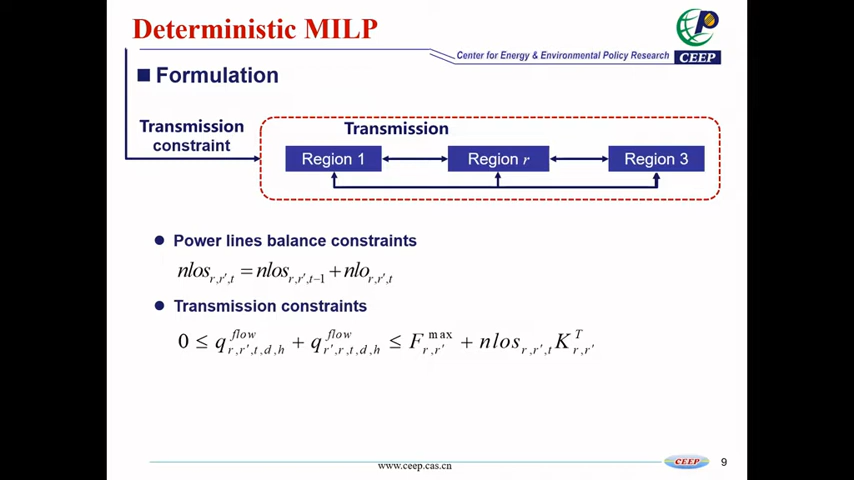 Deterministic MILP
Center for Energy & Environmental Policy Research
CEEP
■ Formulation
Transmission
constraint
Transmission
Region 1
Region r
Region 3
● Power lines balance constraints
nlos_{r,r',t} = nlos_{r,r',t-1} + nlo_{r,r',t}
● Transmission constraints
0 ≤ q^{flow}_{r,r',t,d,h} + q^{flow}_{r',r,t,d,h} ≤ F^{max}_{r,r'} + nlos_{r,r',t} K^{T}_{r,r'}
www.ceep.cas.cn
CEEP
9